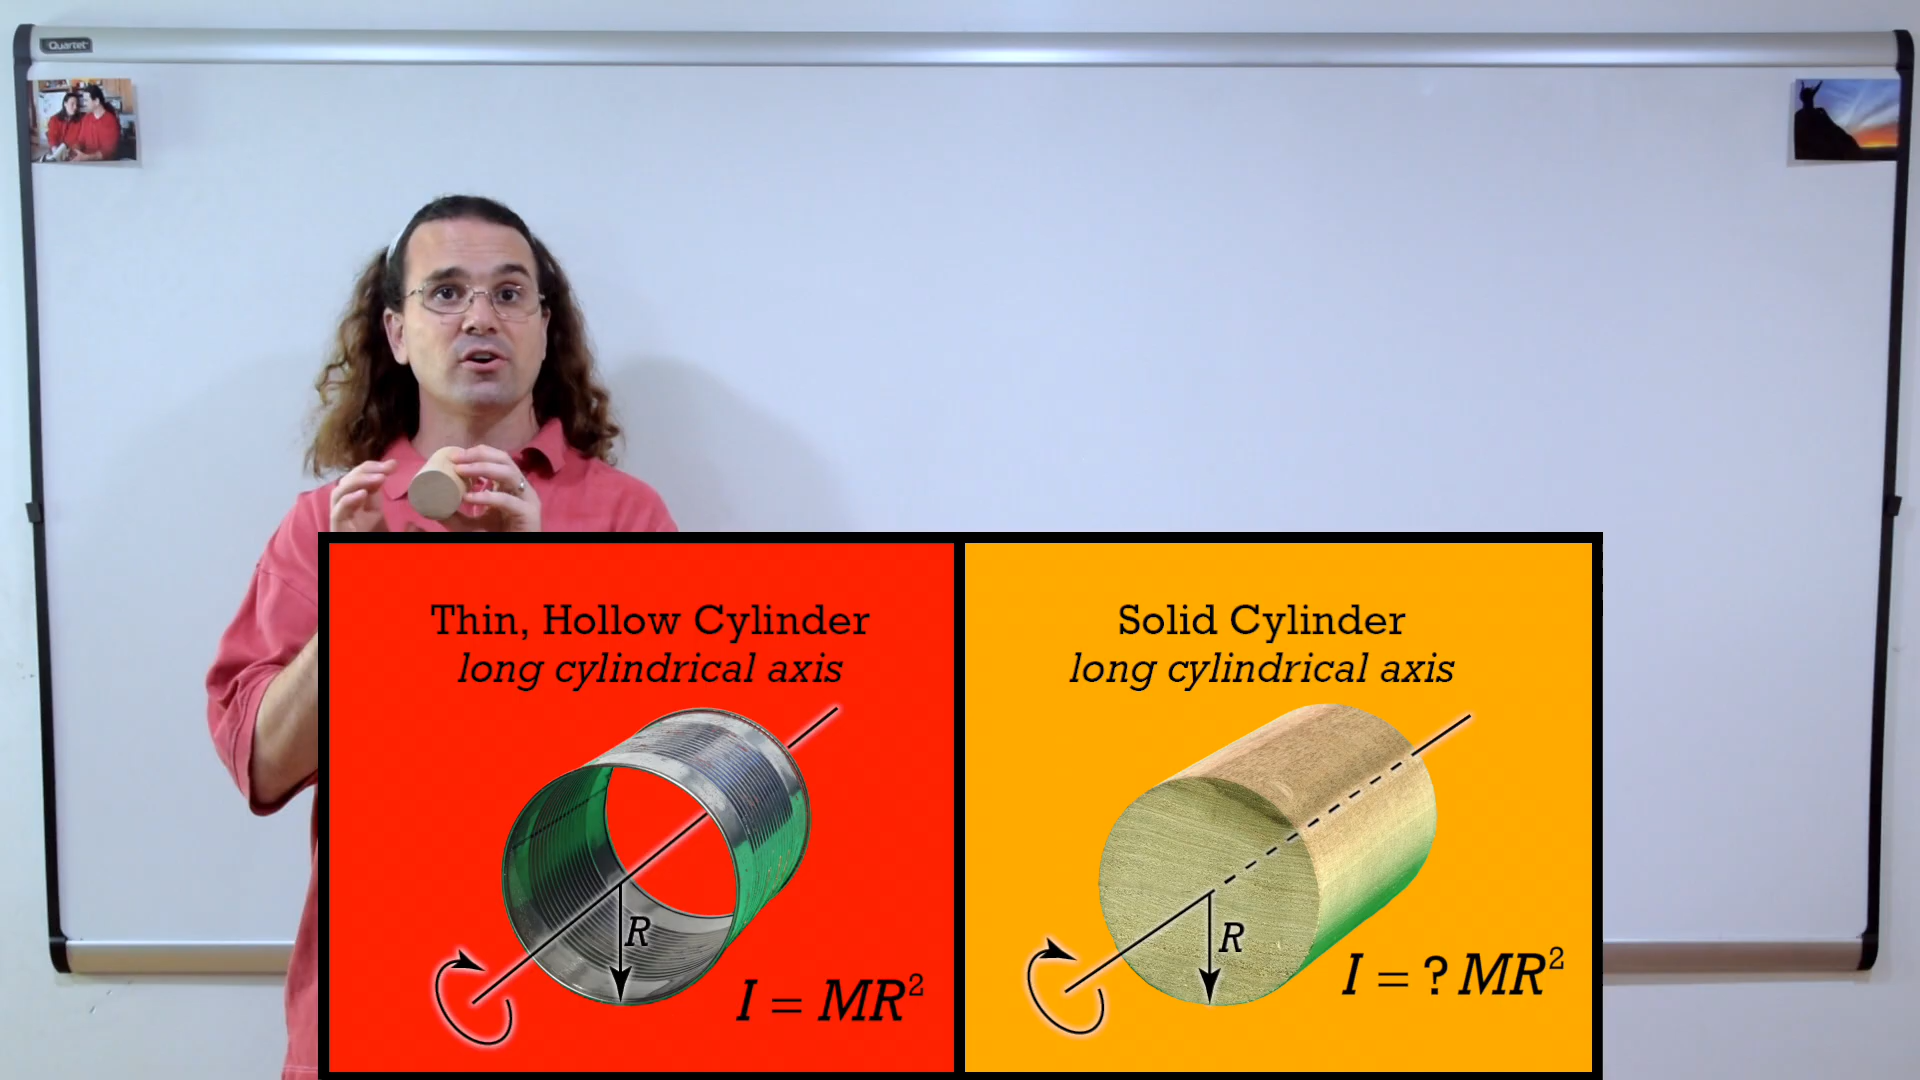 Quartet
Thin, Hollow Cylinder
long cylindrical axis
R
I = MR²
Solid Cylinder
long cylindrical axis
R
I = ? MR²